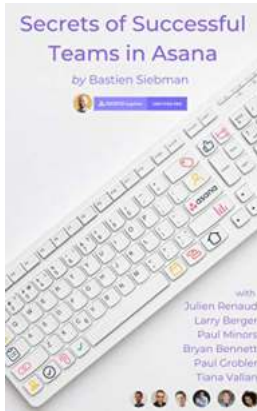 Secrets of Successful
Teams in Asana
by Bastien Siebman
asana
with
Julien Renaud
Larry Berger
Paul Minors
Bryan Bennett
Paul Grobler
Tiana Vallan